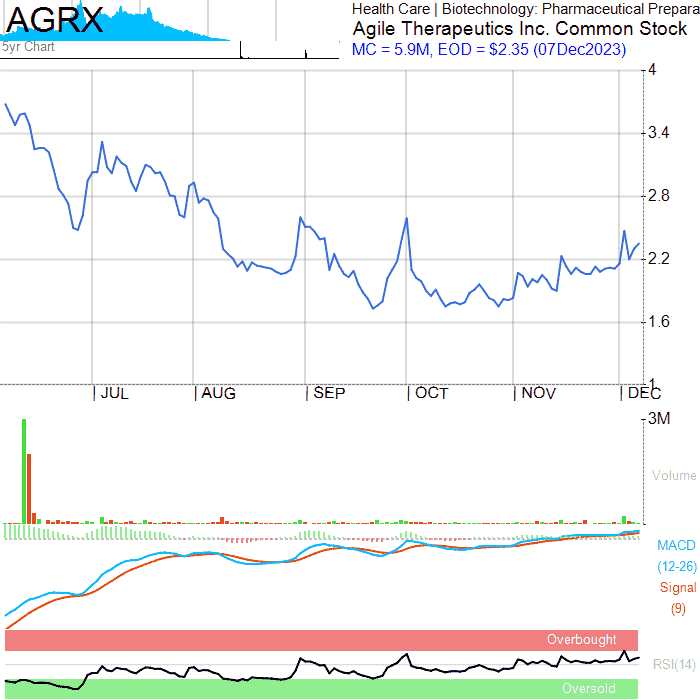 AGRX
5yr Chart
Health Care | Biotechnology: Pharmaceutical Prepara
Agile Therapeutics Inc. Common Stock
MC = 5.9M, EOD = $2.35 (07Dec2023)
4
3.4
2.8
2.2
1.6
1
JUL
AUG
SEP
OCT
NOV
DEC
3M
Volume
MACD
(12-26)
Signal
(9)
Overbought
RSI(14)
Oversold